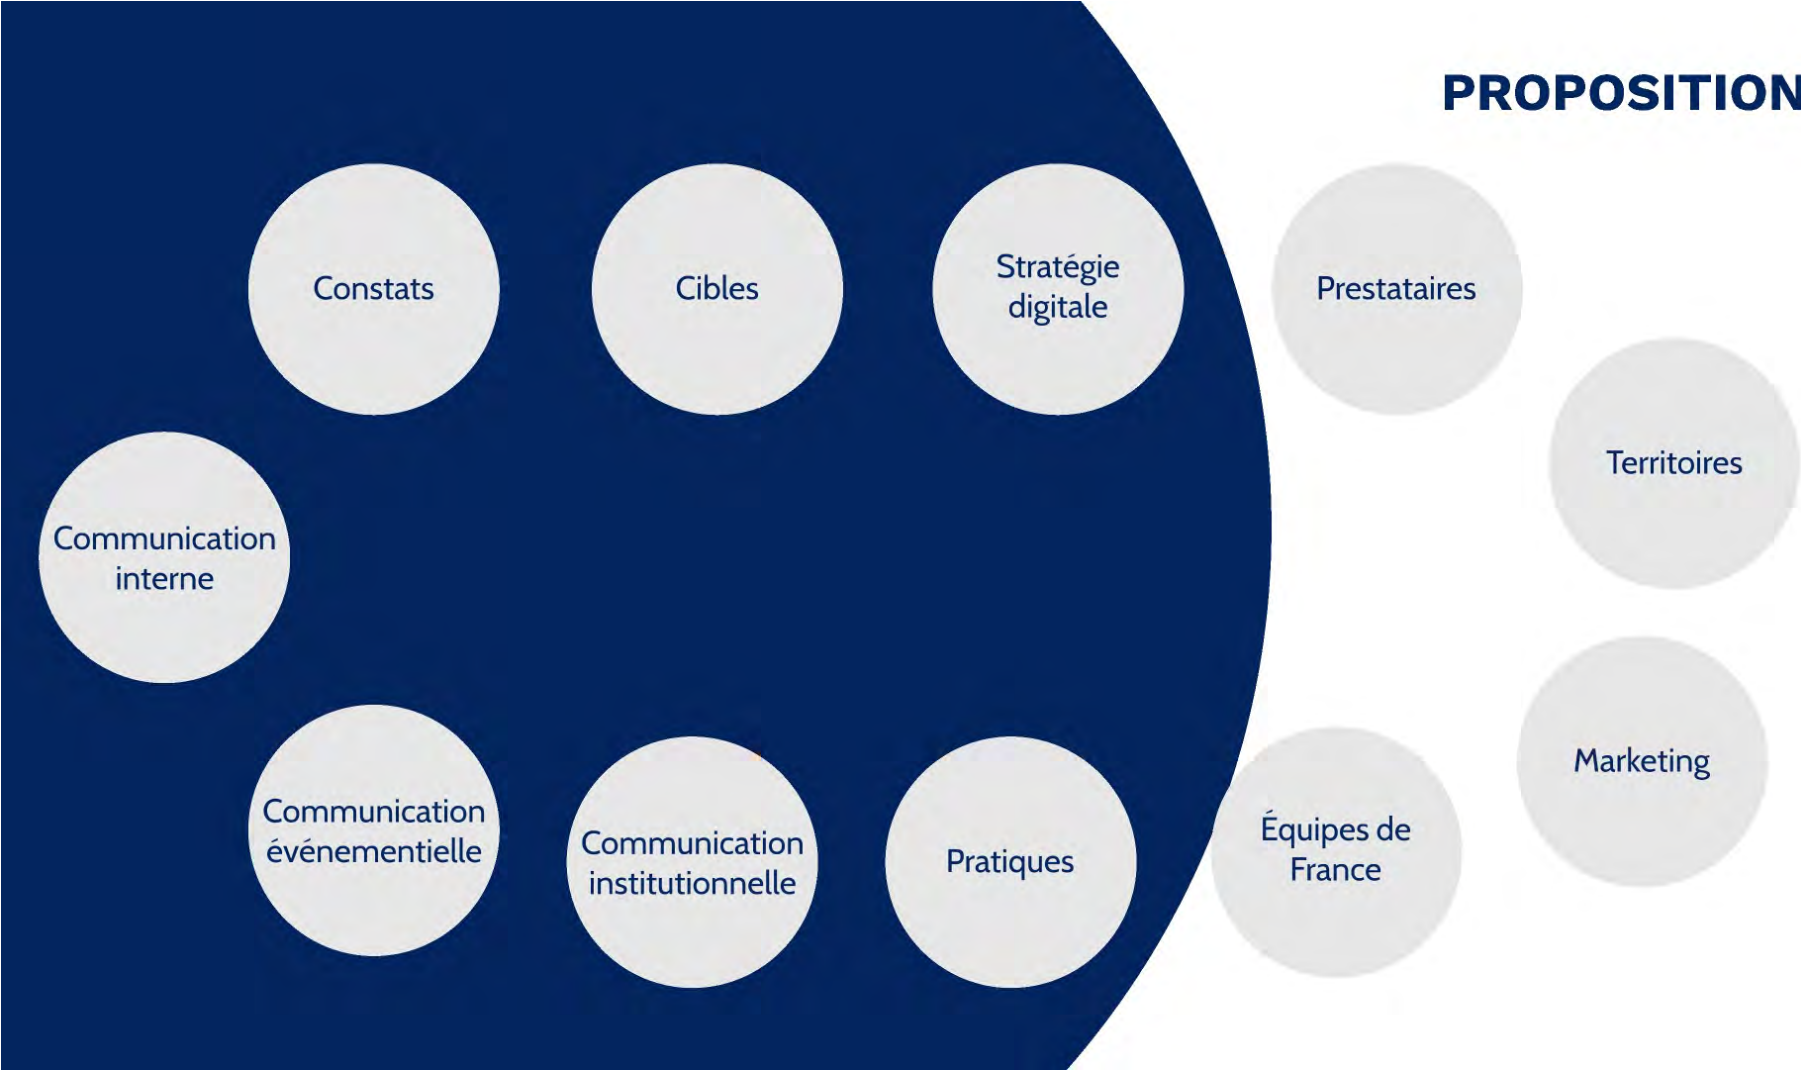 PROPOSITION
Constats
Cibles
Stratégie
digitale
Prestataires
Territoires
Communication
interne
Marketing
Communication
événementielle
Communication
institutionnelle
Pratiques
Équipes de
France